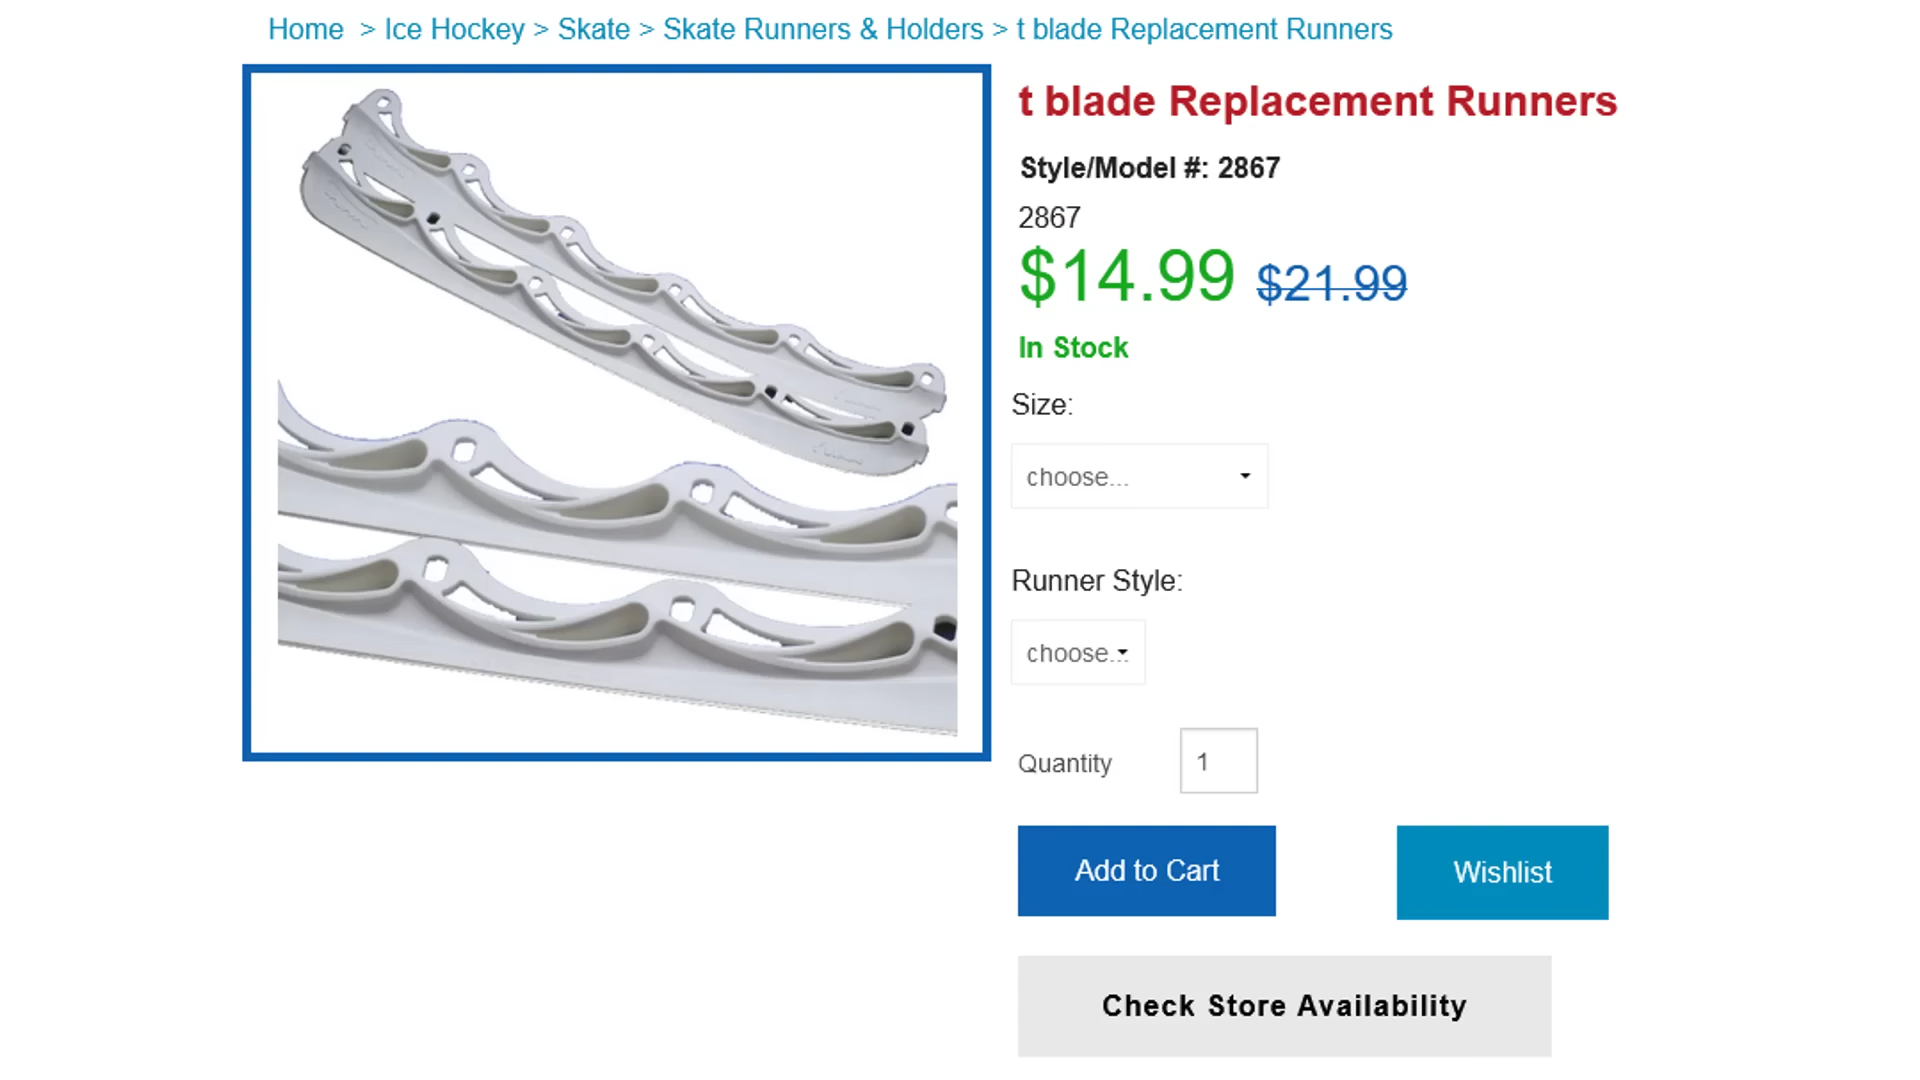 Home > Ice Hockey > Skate > Skate Runners & Holders > t blade Replacement Runners
t blade Replacement Runners
Style/Model #: 2867
2867
$14.99 $21.99
In Stock
Size:
choose...
Runner Style:
choose...
Quantity 1
Add to Cart
Wishlist
Check Store Availability